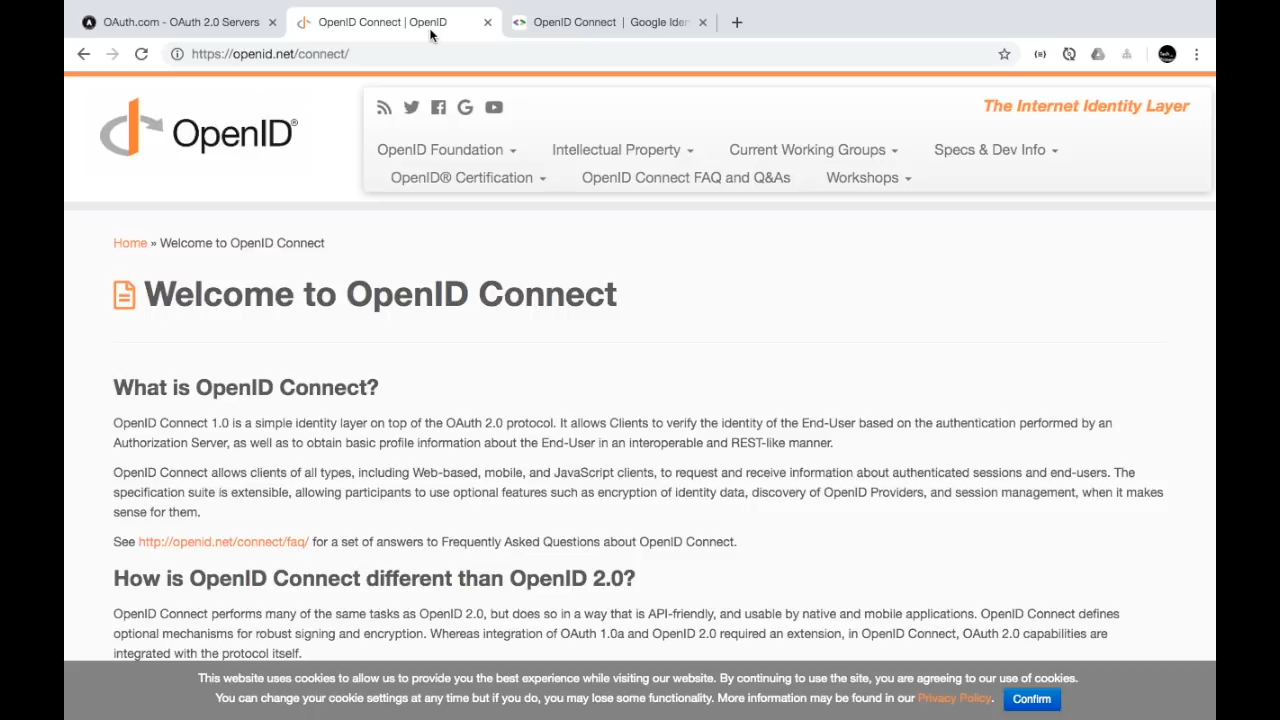 OAuth.com - OAuth 2.0 Servers
OpenID Connect | OpenID
OpenID Connect | Google Iden
https://openid.net/connect/
OpenID®
The Internet Identity Layer
OpenID Foundation
Intellectual Property
Current Working Groups
Specs & Dev Info
OpenID® Certification
OpenID Connect FAQ and Q&As
Workshops
Home » Welcome to OpenID Connect
Welcome to OpenID Connect
What is OpenID Connect?
OpenID Connect 1.0 is a simple identity layer on top of the OAuth 2.0 protocol. It allows Clients to verify the identity of the End-User based on the authentication performed by an
Authorization Server, as well as to obtain basic profile information about the End-User in an interoperable and REST-like manner.
OpenID Connect allows clients of all types, including Web-based, mobile, and JavaScript clients, to request and receive information about authenticated sessions and end-users. The
specification suite is extensible, allowing participants to use optional features such as encryption of identity data, discovery of OpenID Providers, and session management, when it makes
sense for them.
See http://openid.net/connect/faq/ for a set of answers to Frequently Asked Questions about OpenID Connect.
How is OpenID Connect different than OpenID 2.0?
OpenID Connect performs many of the same tasks as OpenID 2.0, but does so in a way that is API-friendly, and usable by native and mobile applications. OpenID Connect defines
optional mechanisms for robust signing and encryption. Whereas integration of OAuth 1.0a and OpenID 2.0 required an extension, in OpenID Connect, OAuth 2.0 capabilities are
integrated with the protocol itself.
This website uses cookies to allow us to provide you the best experience while visiting our website. By continuing to use the site, you are agreeing to our use of cookies.
You can change your cookie settings at any time but if you do, you may lose some functionality. More information may be found in our Privacy Policy.
Confirm